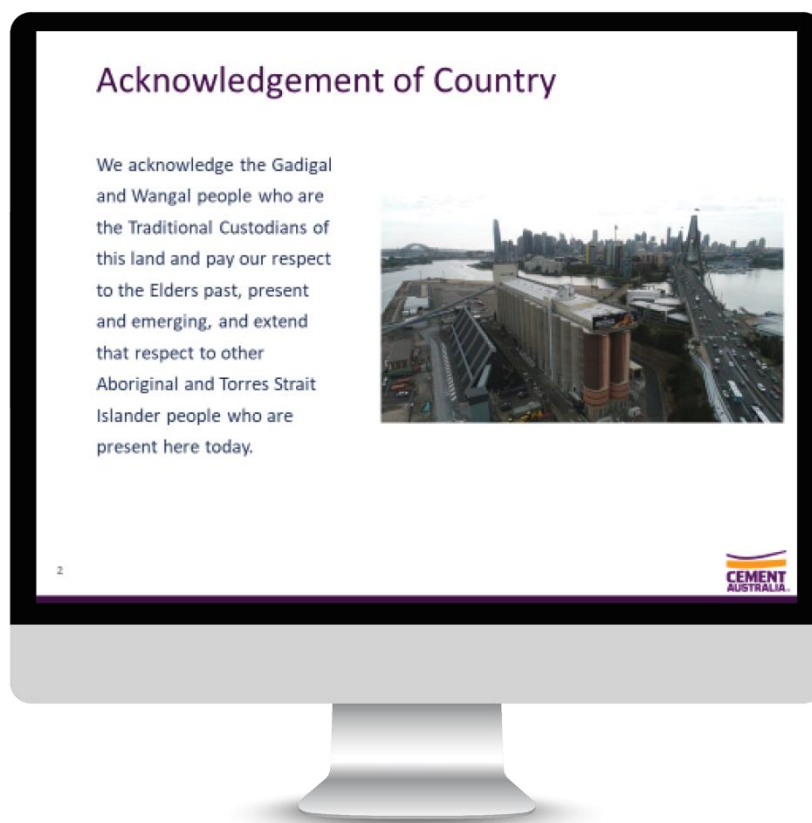 Acknowledgement of Country
We acknowledge the Gadigal
and Wangal people who are
the Traditional Custodians of
this land and pay our respect
to the Elders past, present
and emerging, and extend
that respect to other
Aboriginal and Torres Strait
Islander people who are
present here today.
2
CEMENT
AUSTRALIA